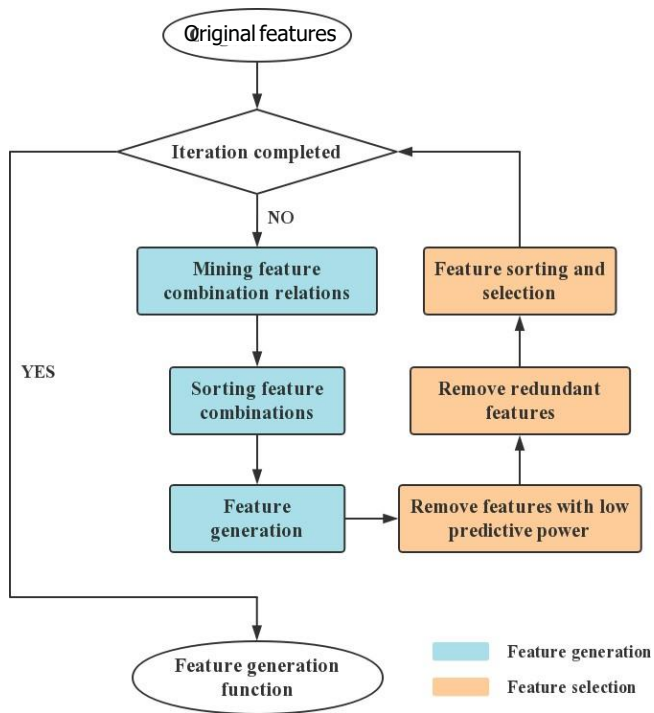 Original features
Iteration completed
NO
YES
Mining feature
combination relations
Sorting feature
combinations
Feature
generation
Remove features with low
predictive power
Remove redundant
features
Feature sorting and
selection
Feature generation
function
Feature generation
Feature selection